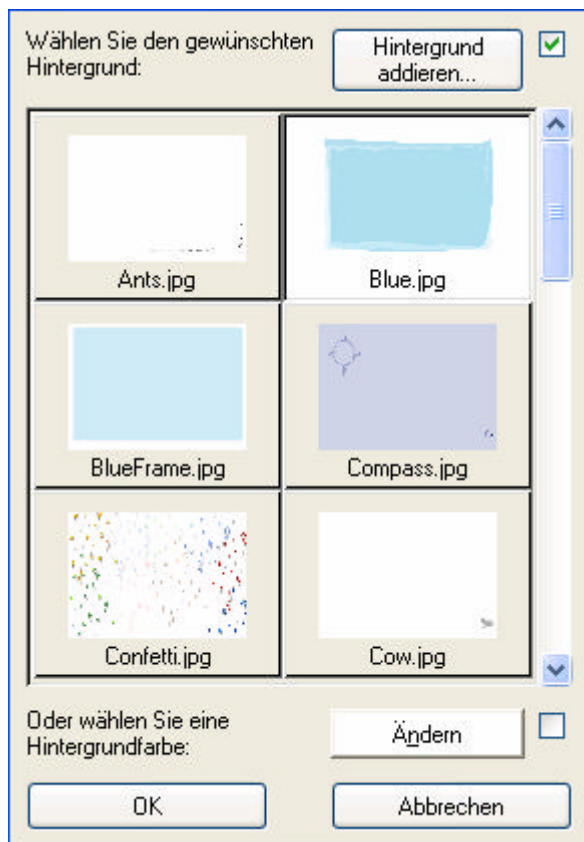 Wählen Sie den gewünschten
Hintergrund:
Hintergrund
addieren...
Ants.jpg
Blue.jpg
BlueFrame.jpg
Compass.jpg
Confetti.jpg
Cow.jpg
Oder wählen Sie eine
Hintergrundfarbe:
Ändern
OK
Abbrechen